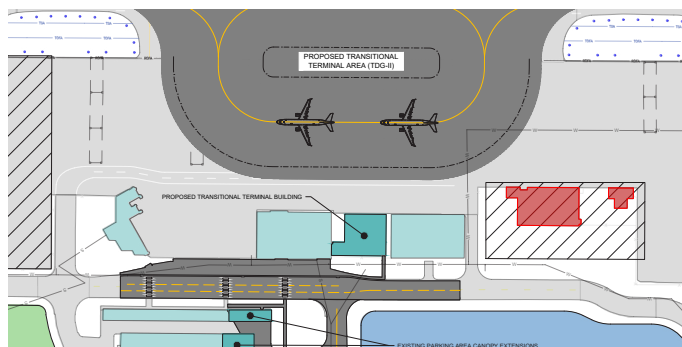 PROPOSED TRANSITIONAL
TERMINAL AREA (TDG-II)
PROPOSED TRANSITIONAL TERMINAL BUILDING
EXISTING PARKING AREA CANOPY EXTENSIONS